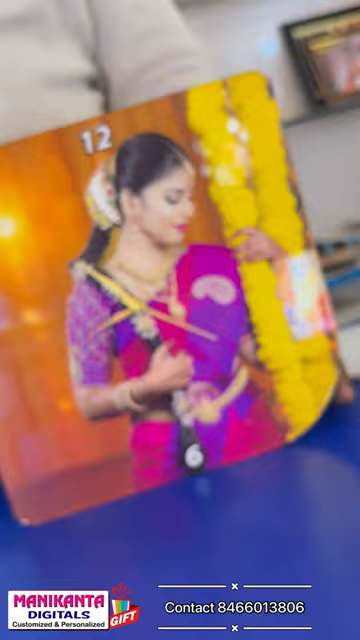 12
6
MANIKANTA
DIGITALS
Customized & Personalized
GIFT
Contact 8466013806